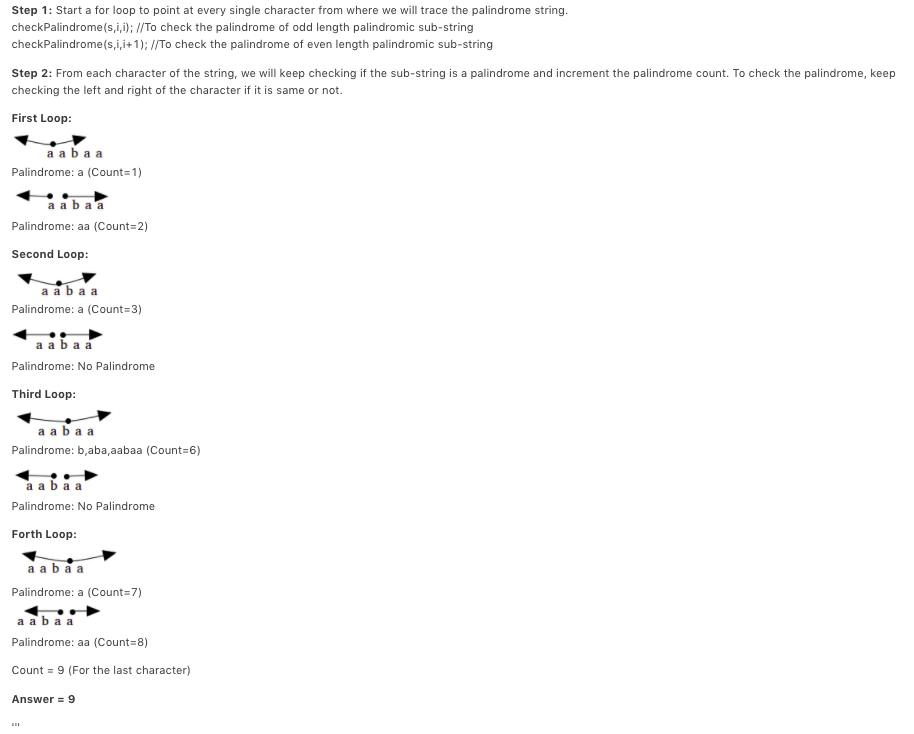 Step 1: Start a for loop to point at every single character from where we will trace the palindrome string.
checkPalindrome(s,i,i); //To check the palindrome of odd length palindromic sub-string
checkPalindrome(s,i,i+1); //To check the palindrome of even length palindromic sub-string
Step 2: From each character of the string, we will keep checking if the sub-string is a palindrome and increment the palindrome count. To check the palindrome, keep
checking the left and right of the character if it is same or not.
First Loop:
a a b a a
Palindrome: a (Count=1)
a a b a a
Palindrome: aa (Count=2)
Second Loop:
a a b a a
Palindrome: a (Count=3)
a a b a a
Palindrome: No Palindrome
Third Loop:
a a b a a
Palindrome: b,aba,aabaa (Count=6)
a a b a a
Palindrome: No Palindrome
Forth Loop:
a a b a a
Palindrome: a (Count=7)
a a b a a
Palindrome: aa (Count=8)
Count = 9 (For the last character)
Answer = 9
'''